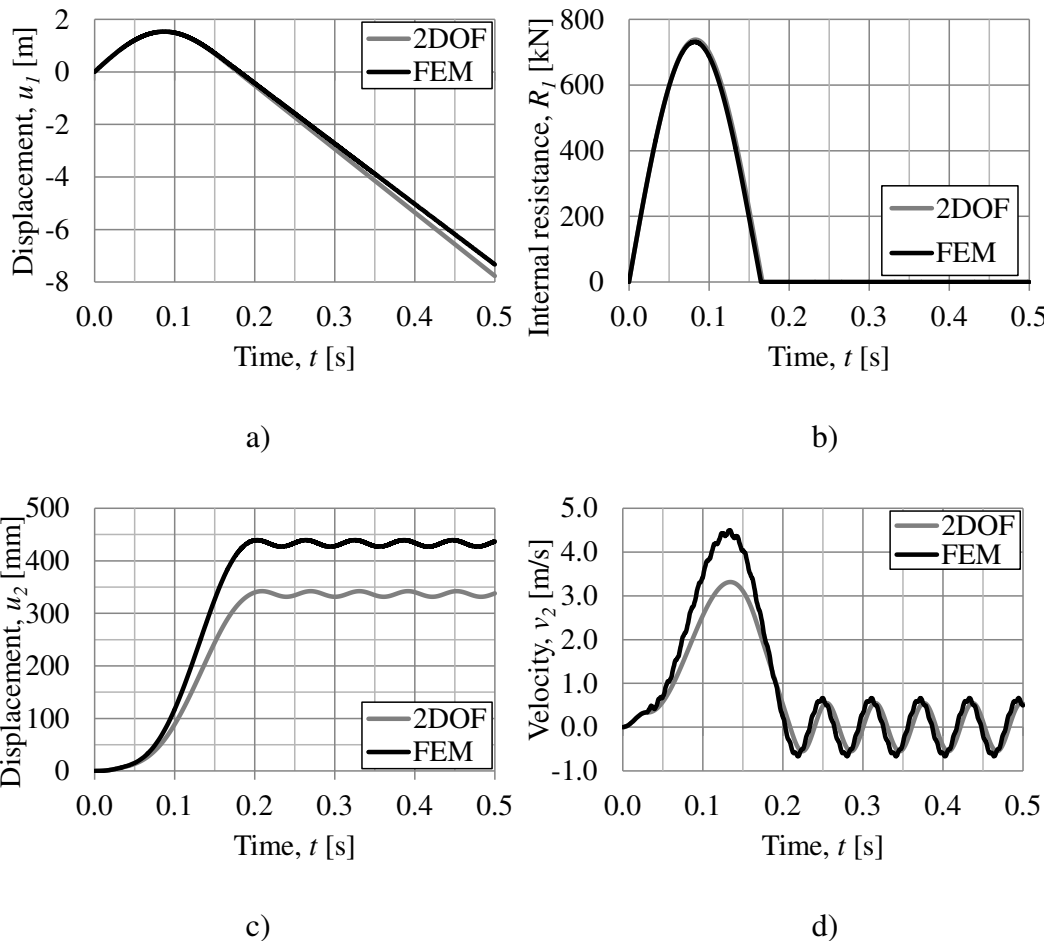 Displacement, u1 [m]
2
0
-2
-4
-6
-8
2DOF
FEM
0.0 0.1 0.2 0.3 0.4 0.5
Time, t [s]
a)
Internal resistance, R1 [kN]
800
600
400
200
0
2DOF
FEM
0.0 0.1 0.2 0.3 0.4 0.5
Time, t [s]
b)
Displacement, u2 [mm]
500
400
300
200
100
0
2DOF
FEM
0.0 0.1 0.2 0.3 0.4 0.5
Time, t [s]
c)
Velocity, v2 [m/s]
5.0
4.0
3.0
2.0
1.0
0.0
-1.0
2DOF
FEM
0.0 0.1 0.2 0.3 0.4 0.5
Time, t [s]
d)